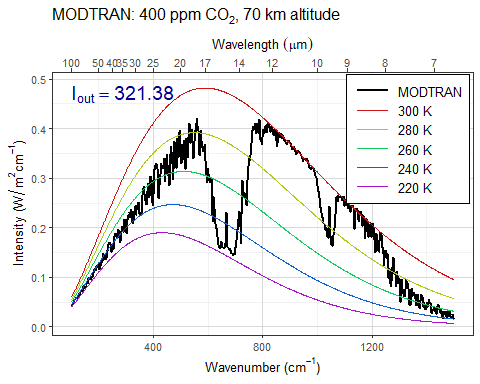 MODTRAN: 400 ppm CO₂, 70 km altitude
Wavelength (μm)
100 50 40 35 30 25 20 17 14 12 10 9 8 7
I_out = 321.38
MODTRAN
300 K
280 K
260 K
240 K
220 K
0.5
0.4
0.3
0.2
0.1
0.0
Intensity (W/m² cm⁻¹)
400 800 1200
Wavenumber (cm⁻¹)